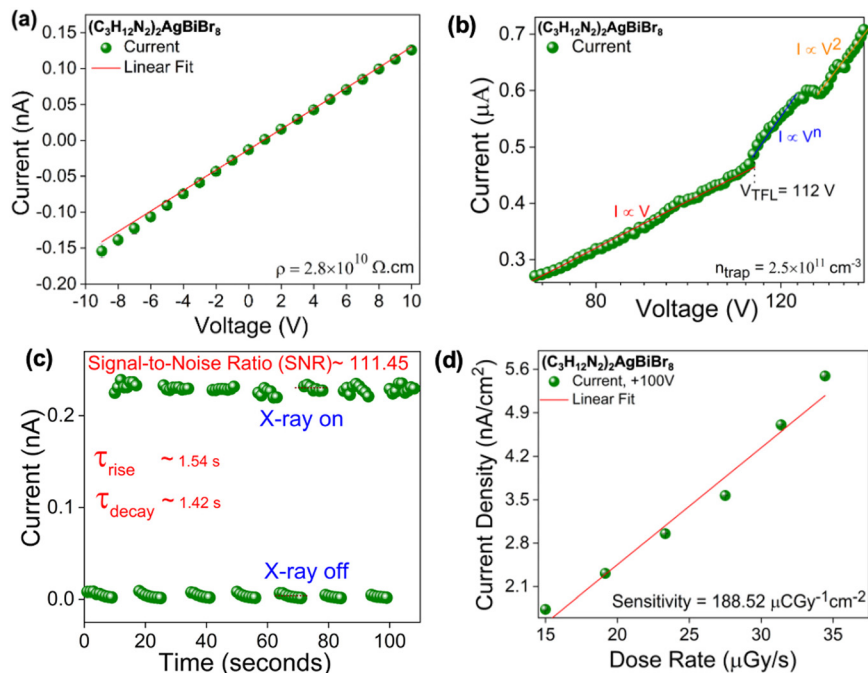 (a)
(C3H12N2)2AgBiBr8
Current
Linear Fit
Current (nA)
0.15
0.10
0.05
0.00
-0.05
-0.10
-0.15
-0.20
-10 -8 -6 -4 -2 0 2 4 6 8 10
Voltage (V)
ρ = 2.8×10^10 Ω.cm
(b)
(C3H12N2)2AgBiBr8
Current
Current (μA)
0.7
0.6
0.5
0.4
0.3
I ∝ V^2
I ∝ V^n
I ∝ V
V_TFL = 112 V
n_trap = 2.5×10^11 cm^-3
80 120
Voltage (V)
(c)
Signal-to-Noise Ratio (SNR)~ 111.45
Current (nA)
0.2
0.1
0.0
X-ray on
τ_rise ~ 1.54 s
τ_decay ~ 1.42 s
X-ray off
0 20 40 60 80 100
Time (seconds)
(d)
(C3H12N2)2AgBiBr8
Current, +100V
Linear Fit
Current Density (nA/cm^2)
5.6
4.9
4.2
3.5
2.8
2.1
Sensitivity = 188.52 μCGy^-1cm^-2
15 20 25 30 35
Dose Rate (μGy/s)